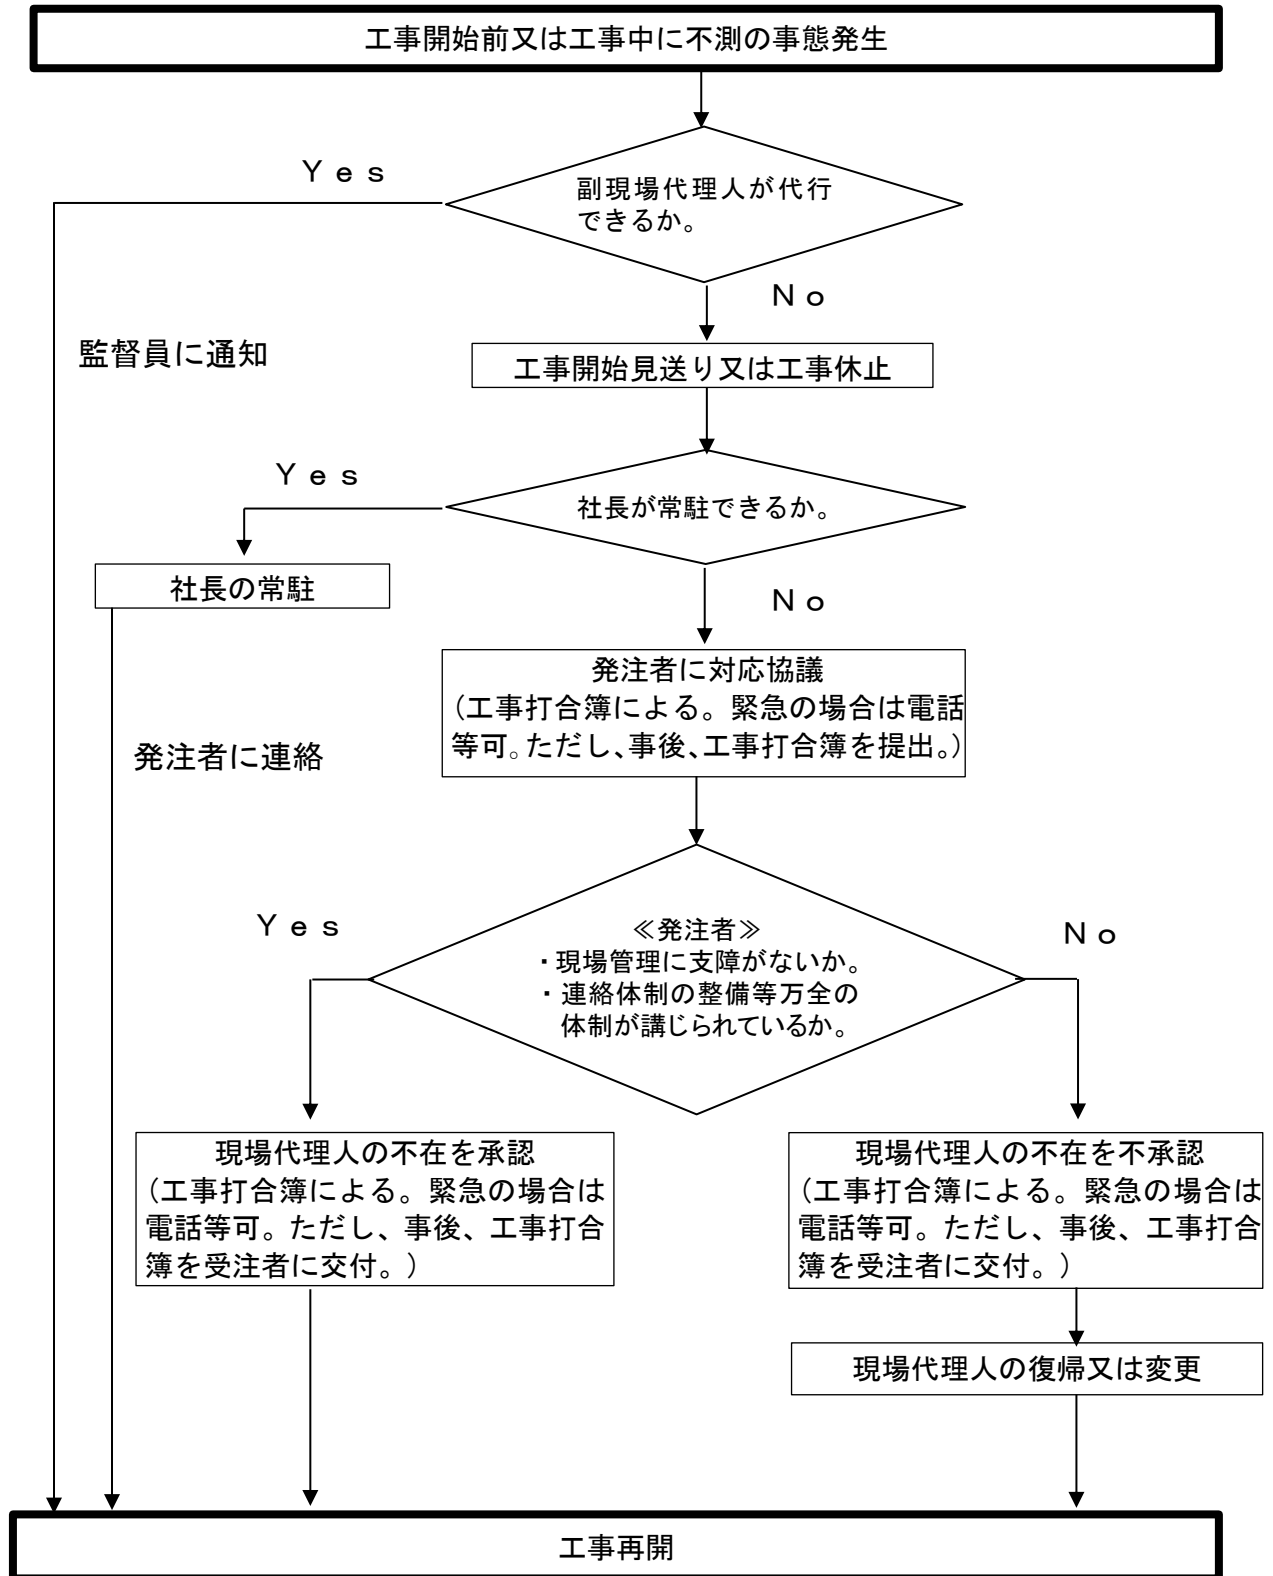 工事開始前又は工事中に不測の事態発生
Ｙｅｓ
副現場代理人が代行
できるか。
Ｎｏ
監督員に通知
工事開始見送り又は工事休止
Ｙｅｓ
社長が常駐できるか。
社長の常駐
Ｎｏ
発注者に対応協議
（工事打合簿による。緊急の場合は電話
等可。ただし、事後、工事打合簿を提出。）
発注者に連絡
Ｙｅｓ
≪発注者≫
・現場管理に支障がないか。
・連絡体制の整備等万全の
体制が講じられているか。
Ｎｏ
現場代理人の不在を承認
（工事打合簿による。緊急の場合は
電話等可。ただし、事後、工事打合
簿を受注者に交付。）
現場代理人の不在を不承認
（工事打合簿による。緊急の場合は
電話等可。ただし、事後、工事打合
簿を受注者に交付。）
現場代理人の復帰又は変更
工事再開